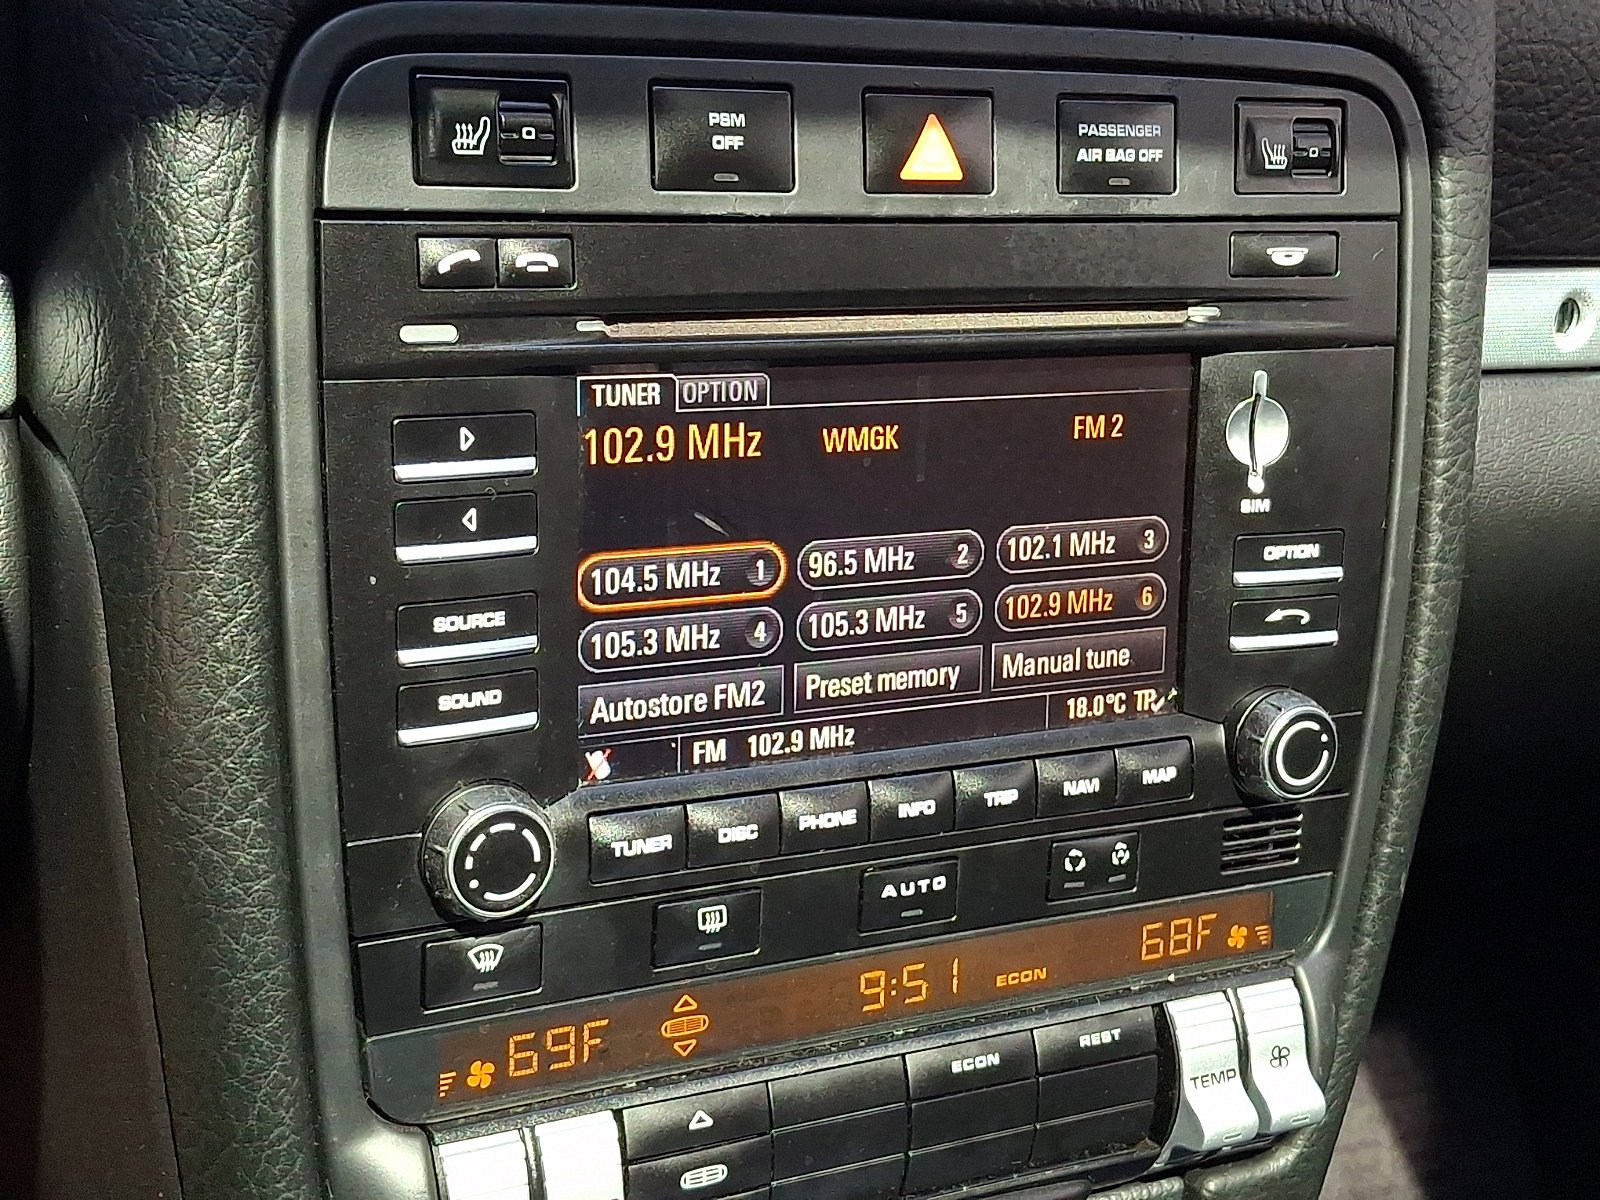 PSM
OFF
PASSENGER
AIR BAG OFF
TUNER OPTION
102.9 MHz WMGK FM 2
SIM
104.5 MHz 1 96.5 MHz 2 102.1 MHz 3
105.3 MHz 4 105.3 MHz 5 102.9 MHz 6
Autostore FM2 Preset memory Manual tune
FM 102.9 MHz 18.0°C TP
OPTION
SOURCE
SOUND
TUNER DISC PHONE INFO TRIP NAVI MAP
AUTO
69F 9:51 ECON 68F
ECON REST
TEMP